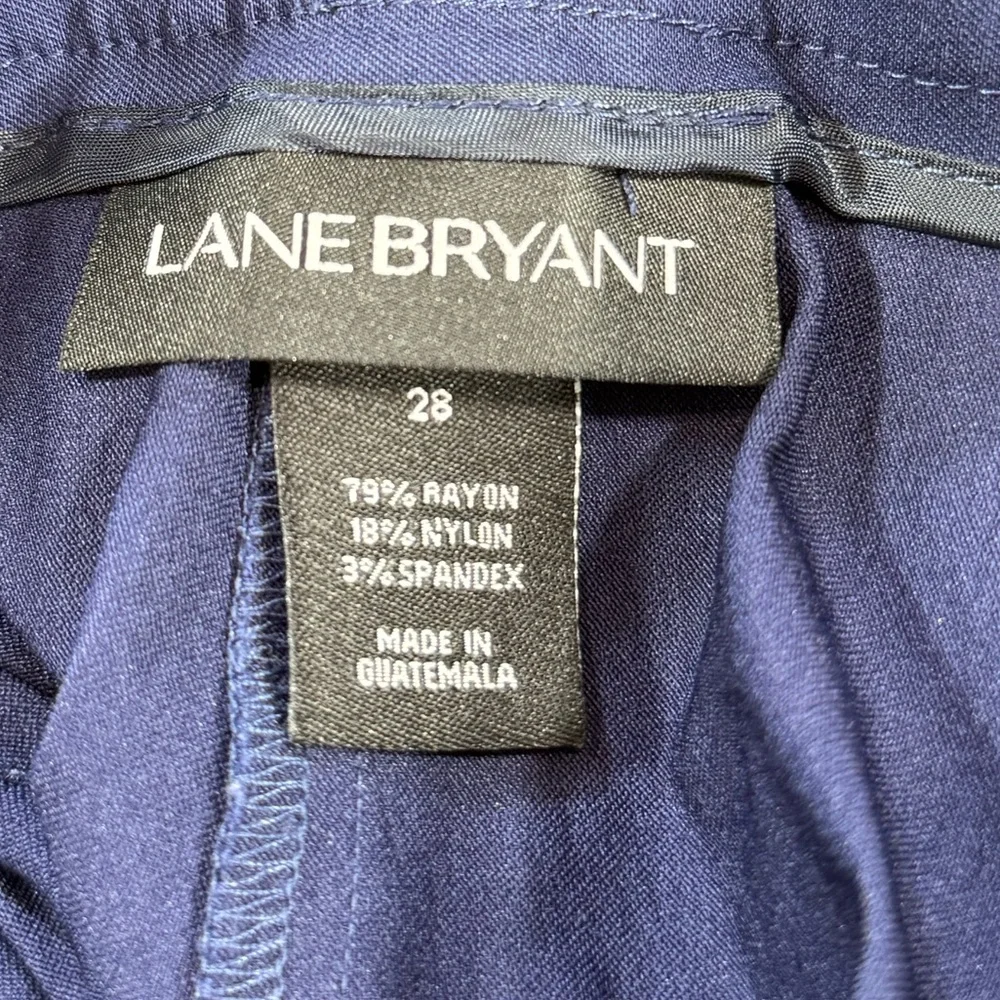 LANE BRYANT
28
79% RAYON
18% NYLON
3% SPANDEX
MADE IN
GUATEMALA